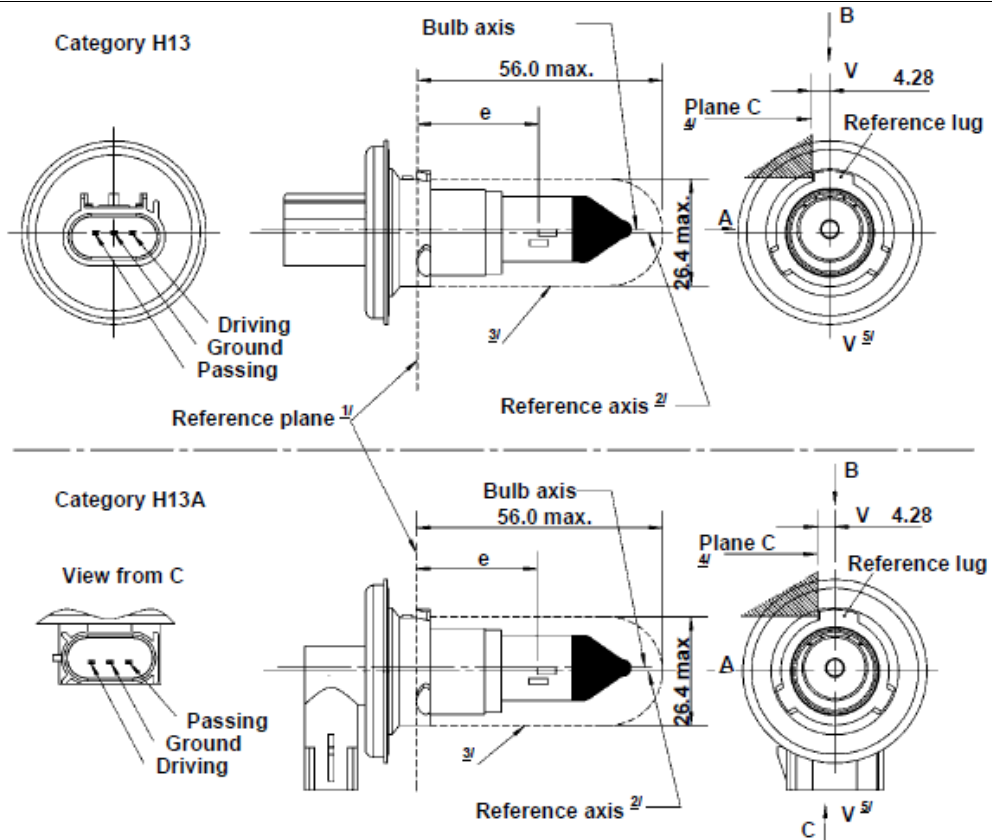 Category H13
Bulb axis
56.0 max.
e
B
V
4.28
Plane C
4/
Reference lug
A
26.4 max.
3/
V 5/
Driving
Ground
Passing
Reference plane 1/
Reference axis 2/
Category H13A
View from C
Bulb axis
56.0 max.
e
B
V
4.28
Plane C
4/
Reference lug
A
26.4 max
3/
Passing
Ground
Driving
Reference axis 2/
V 5/
C